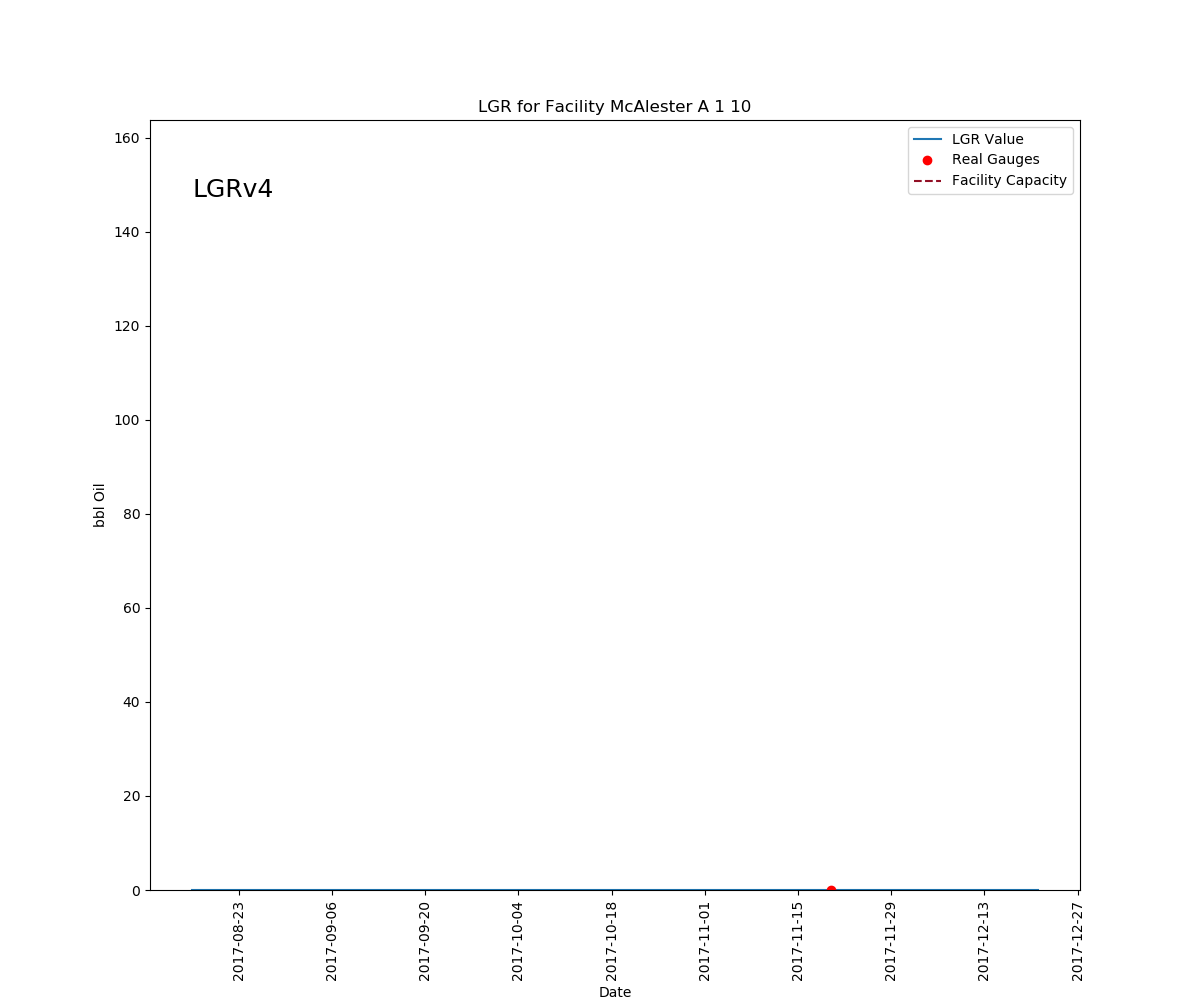 LGR for Facility McAlester A 1 10
LGRv4
LGR Value
Real Gauges
Facility Capacity
160
140
120
100
80
60
40
20
0
bbl Oil
2017-08-23
2017-09-06
2017-09-20
2017-10-04
2017-10-18
2017-11-01
2017-11-15
2017-11-29
2017-12-13
2017-12-27
Date